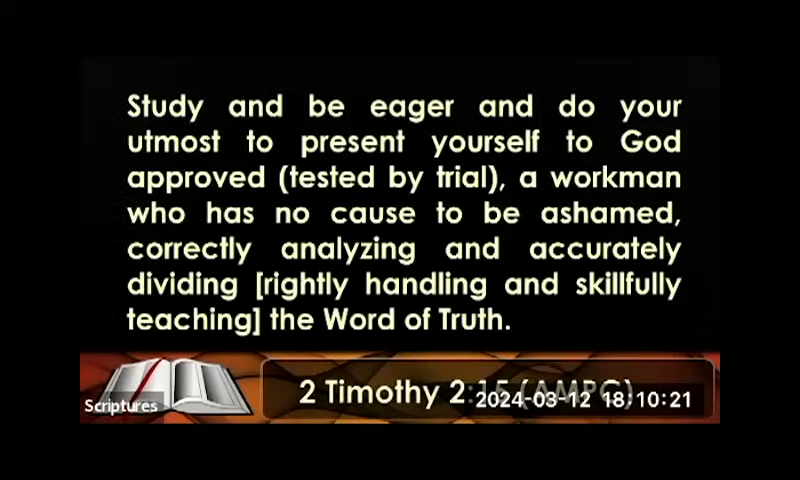 Study and be eager and do your
utmost to present yourself to God
approved (tested by trial), a workman
who has no cause to be ashamed,
correctly analyzing and accurately
dividing [rightly handling and skillfully
teaching] the Word of Truth.
2 Timothy 2:15 (AMPC)
Scriptures
2024-03-12 18:10:21